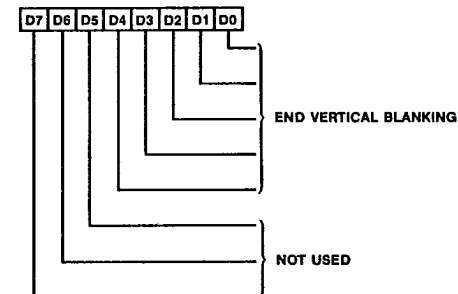 D7 D6 D5 D4 D3 D2 D1 D0
END VERTICAL BLANKING
NOT USED